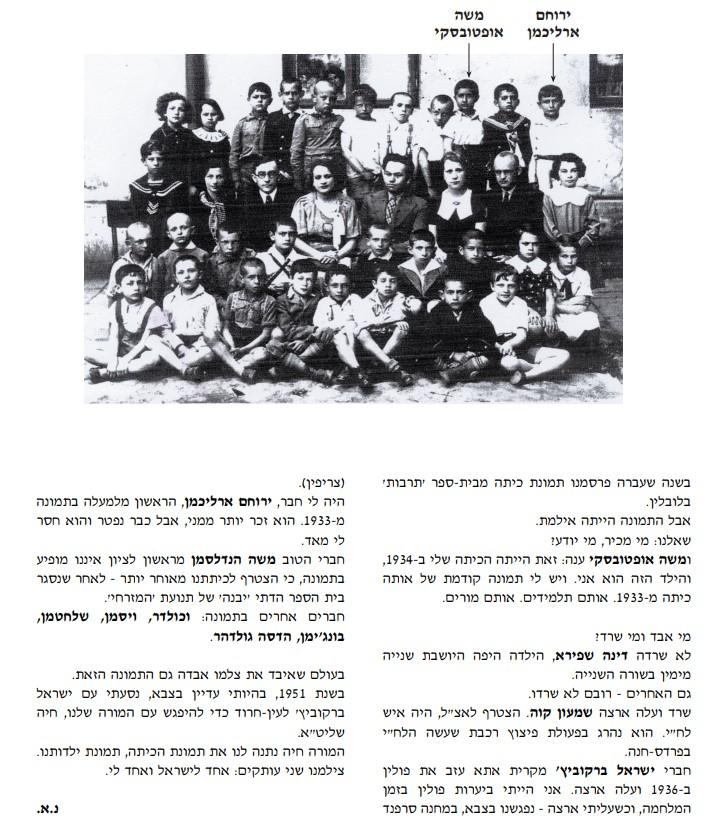 ירוחם
ארליכמן
משה
אופטובסקי
בשנה שעברה פרסמנו תמונת כיתה מבית-ספר 'תרבות'
בלובלין.
אבל התמונה הייתה אילמת.
שאלנו: מי מכיר, מי יודע?
ומשה אופטובסקי ענה: זאת הייתה הכיתה שלי ב-1934,
והילד הזה הוא אני. ויש לי תמונה קודמת של אותה
כיתה מ-1933. אותם תלמידים. אותם מורים.
מי אבד ומי שרד?
לא שרדה דינה שפירא, הילדה היפה היושבת שנייה
מימין בשורה השנייה.
גם האחרים - רובם לא שרדו.
שרד ועלה ארצה שמעון קוה. הצטרף לאצ"ל, היה איש
לח"י. הוא נהרג בפעולת פיצוץ רכבת שעשה הלח"י
בפרדס-חנה.
חברי ישראל ברקוביץ' מקרית אתא עזב את פולין
ב-1936 ועלה ארצה. אני הייתי ביערות פולין בזמן
המלחמה, וכשעליתי ארצה - נפגשנו בצבא, במחנה סרפנד
(צריפין).
היה לי חבר, ירוחם ארליכמן, הראשון מלמעלה בתמונה
מ-1933. הוא זכר יותר ממני, אבל כבר נפטר והוא חסר
לי מאד.
חברי הטוב משה הנדלסמן מראשון לציון איננו מופיע
בתמונה, כי הצטרף לכיתתנו מאוחר יותר - לאחר שנסגר
בית הספר הדתי 'יבנה' של תנועת 'המזרחי'.
חברים אחרים בתמונה: וכולדר, ויסמן, שלחטמן,
בונג'ימן, הדסה גולדהר.
בעולם שאיבד את צלמו אבדה גם התמונה הזאת.
בשנת 1951, בהיותי עדיין בצבא, נסעתי עם ישראל
ברקוביץ' לעין-חרוד כדי להיפגש עם המורה שלנו, חיה
שליט"א.
המורה חיה נתנה לנו את תמונת הכיתה, תמונת ילדותנו.
צילמנו שני עותקים: אחד לישראל ואחד לי.
נ.א.